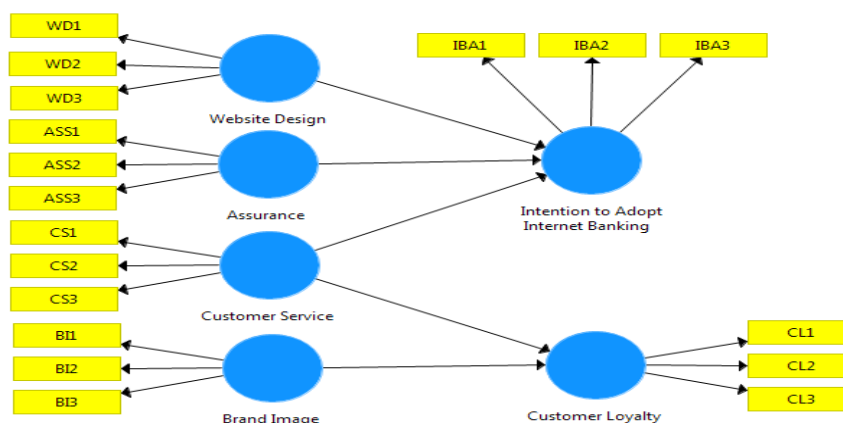 WD1
WD2
WD3
Website Design
ASS1
ASS2
ASS3
Assurance
CS1
CS2
CS3
Customer Service
BI1
BI2
BI3
Brand Image
IBA1
IBA2
IBA3
Intention to Adopt
Internet Banking
CL1
CL2
CL3
Customer Loyalty